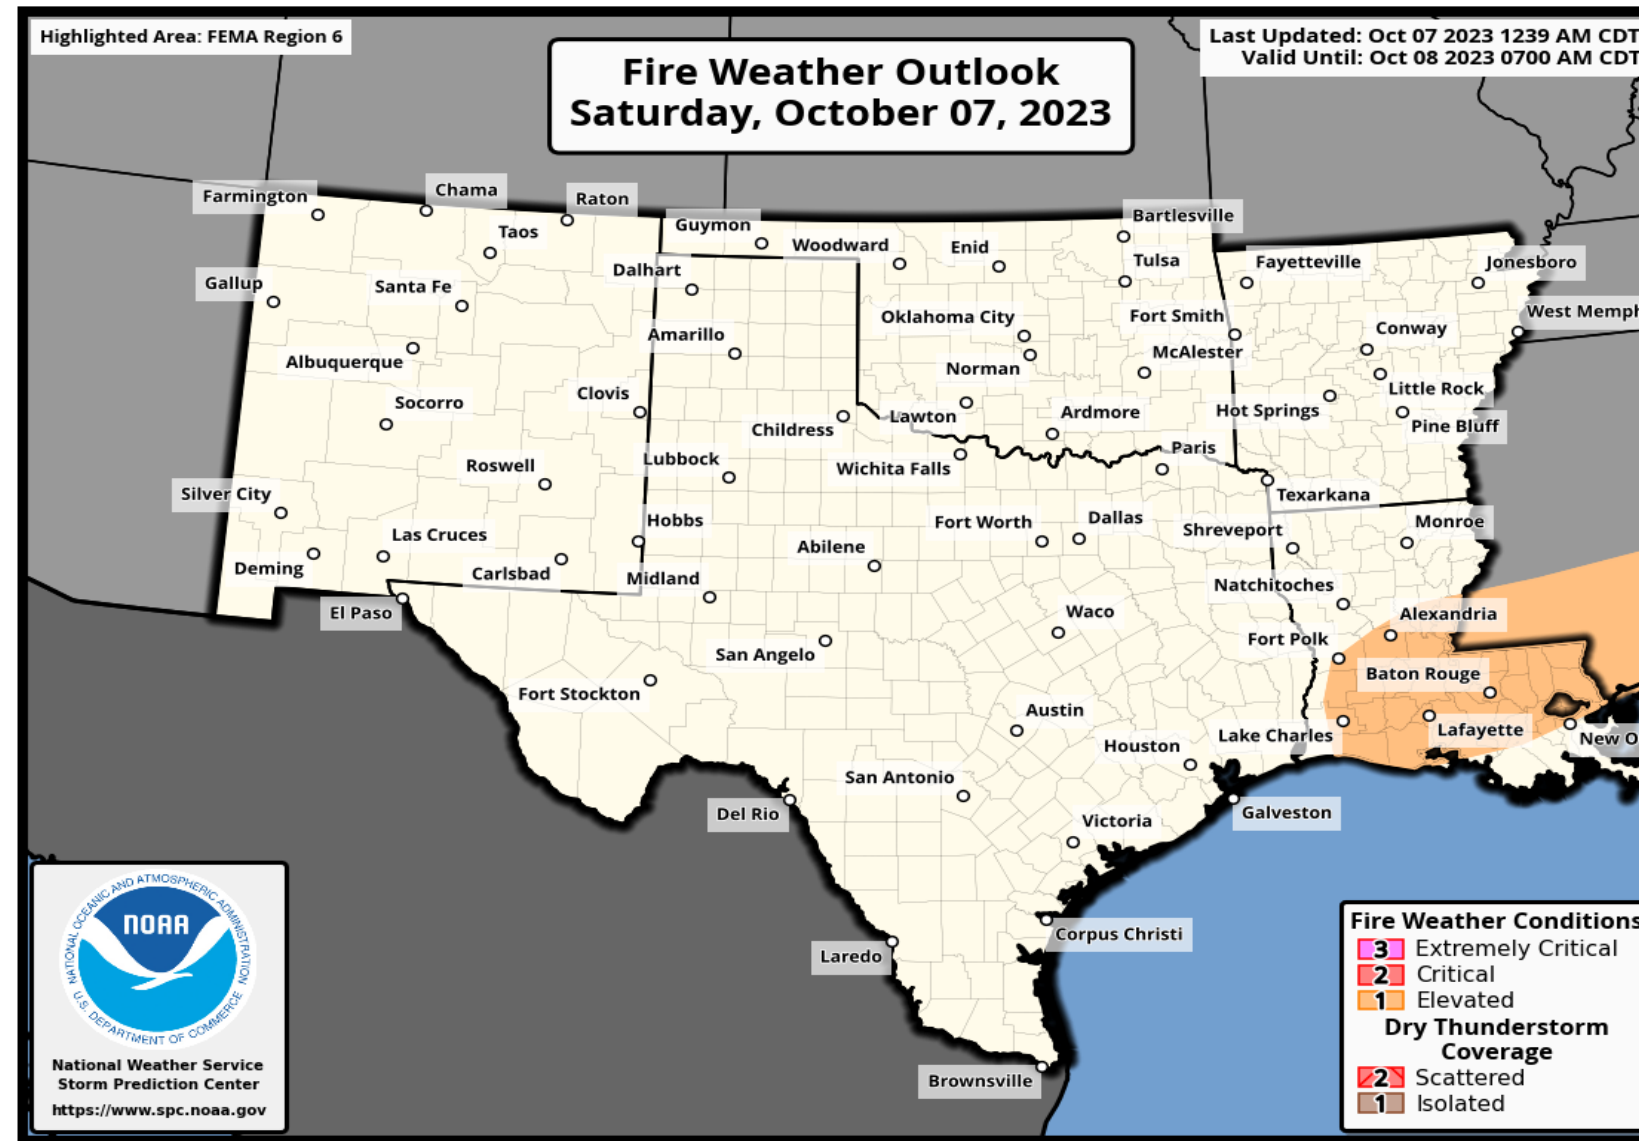 Highlighted Area: FEMA Region 6
Last Updated: Oct 07 2023 1239 AM CDT
Valid Until: Oct 08 2023 0700 AM CDT
Fire Weather Outlook
Saturday, October 07, 2023
Farmington
Chama
Raton
Taos
Guymon
Woodward
Enid
Bartlesville
Tulsa
Fayetteville
Jonesboro
Gallup
Santa Fe
Dalhart
Oklahoma City
Fort Smith
West Memph
Albuquerque
Amarillo
Norman
McAlester
Conway
Socorro
Clovis
Childress
Lawton
Ardmore
Hot Springs
Little Rock
Pine Bluff
Roswell
Lubbock
Wichita Falls
Paris
Texarkana
Silver City
Las Cruces
Hobbs
Fort Worth
Dallas
Shreveport
Monroe
Deming
Carlsbad
Midland
Abilene
Natchitoches
El Paso
Waco
Alexandria
San Angelo
Fort Polk
Fort Stockton
Baton Rouge
Austin
Lake Charles
Lafayette
New O
Houston
San Antonio
Del Rio
Victoria
Galveston
Corpus Christi
Laredo
Brownsville
NATIONAL OCEANIC AND ATMOSPHERIC ADMINISTRATION
NOAA
U.S. DEPARTMENT OF COMMERCE
National Weather Service
Storm Prediction Center
https://www.spc.noaa.gov
Fire Weather Conditions
3 Extremely Critical
2 Critical
1 Elevated
Dry Thunderstorm
Coverage
2 Scattered
1 Isolated